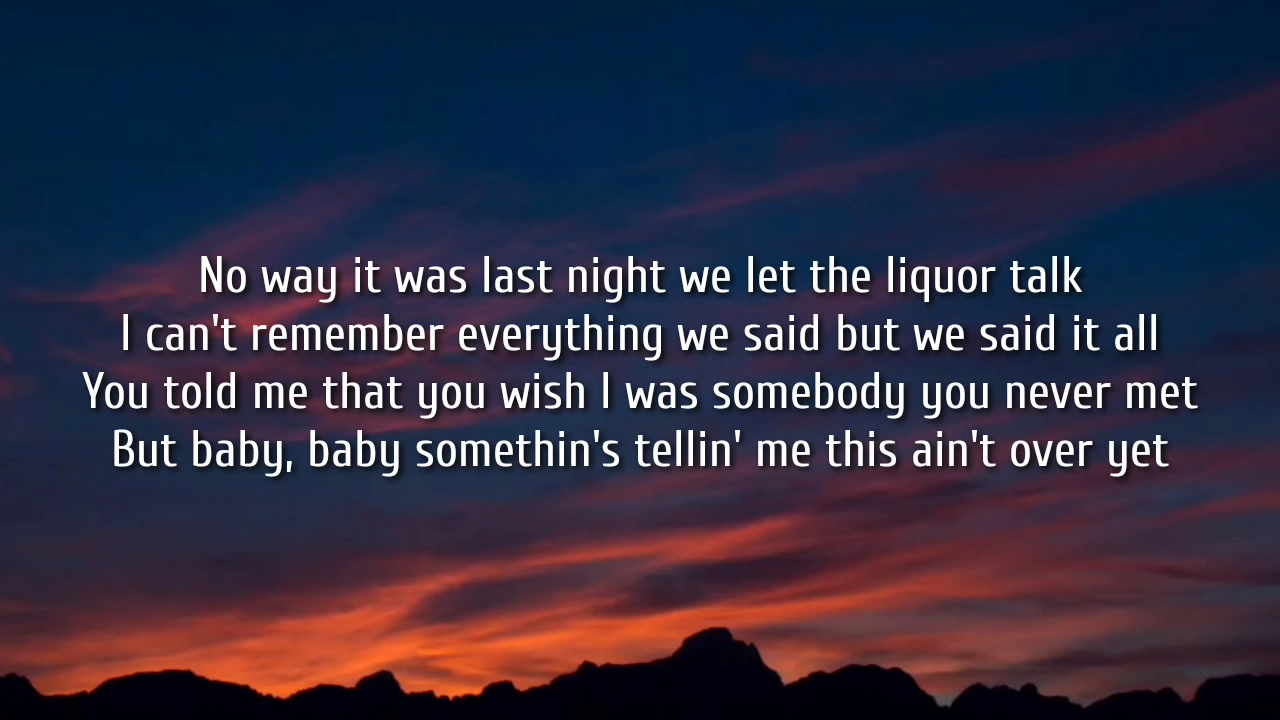 No way it was last night we let the liquor talk
I can't remember everything we said but we said it all
You told me that you wish I was somebody you never met
But baby, baby somethin's tellin' me this ain't over yet